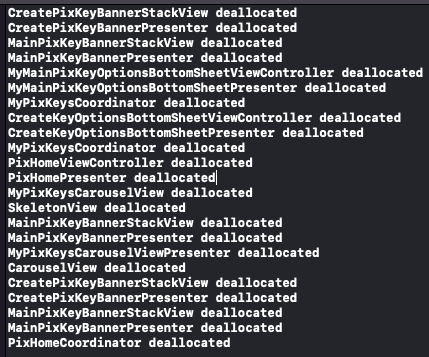 CreatePixKeyBannerStackView deallocated
CreatePixKeyBannerPresenter deallocated
MainPixKeyBannerStackView deallocated
MainPixKeyBannerPresenter deallocated
MyMainPixKeyOptionsBottomSheetViewController deallocated
MyMainPixKeyOptionsBottomSheetPresenter deallocated
MyPixKeysCoordinator deallocated
CreateKeyOptionsBottomSheetViewController deallocated
CreateKeyOptionsBottomSheetPresenter deallocated
MyPixKeysCoordinator deallocated
PixHomeViewController deallocated
PixHomePresenter deallocated
MyPixKeysCarouselView deallocated
SkeletonView deallocated
MainPixKeyBannerStackView deallocated
MainPixKeyBannerPresenter deallocated
MyPixKeysCarouselViewPresenter deallocated
CarouselView deallocated
CreatePixKeyBannerStackView deallocated
CreatePixKeyBannerPresenter deallocated
MainPixKeyBannerStackView deallocated
MainPixKeyBannerPresenter deallocated
PixHomeCoordinator deallocated